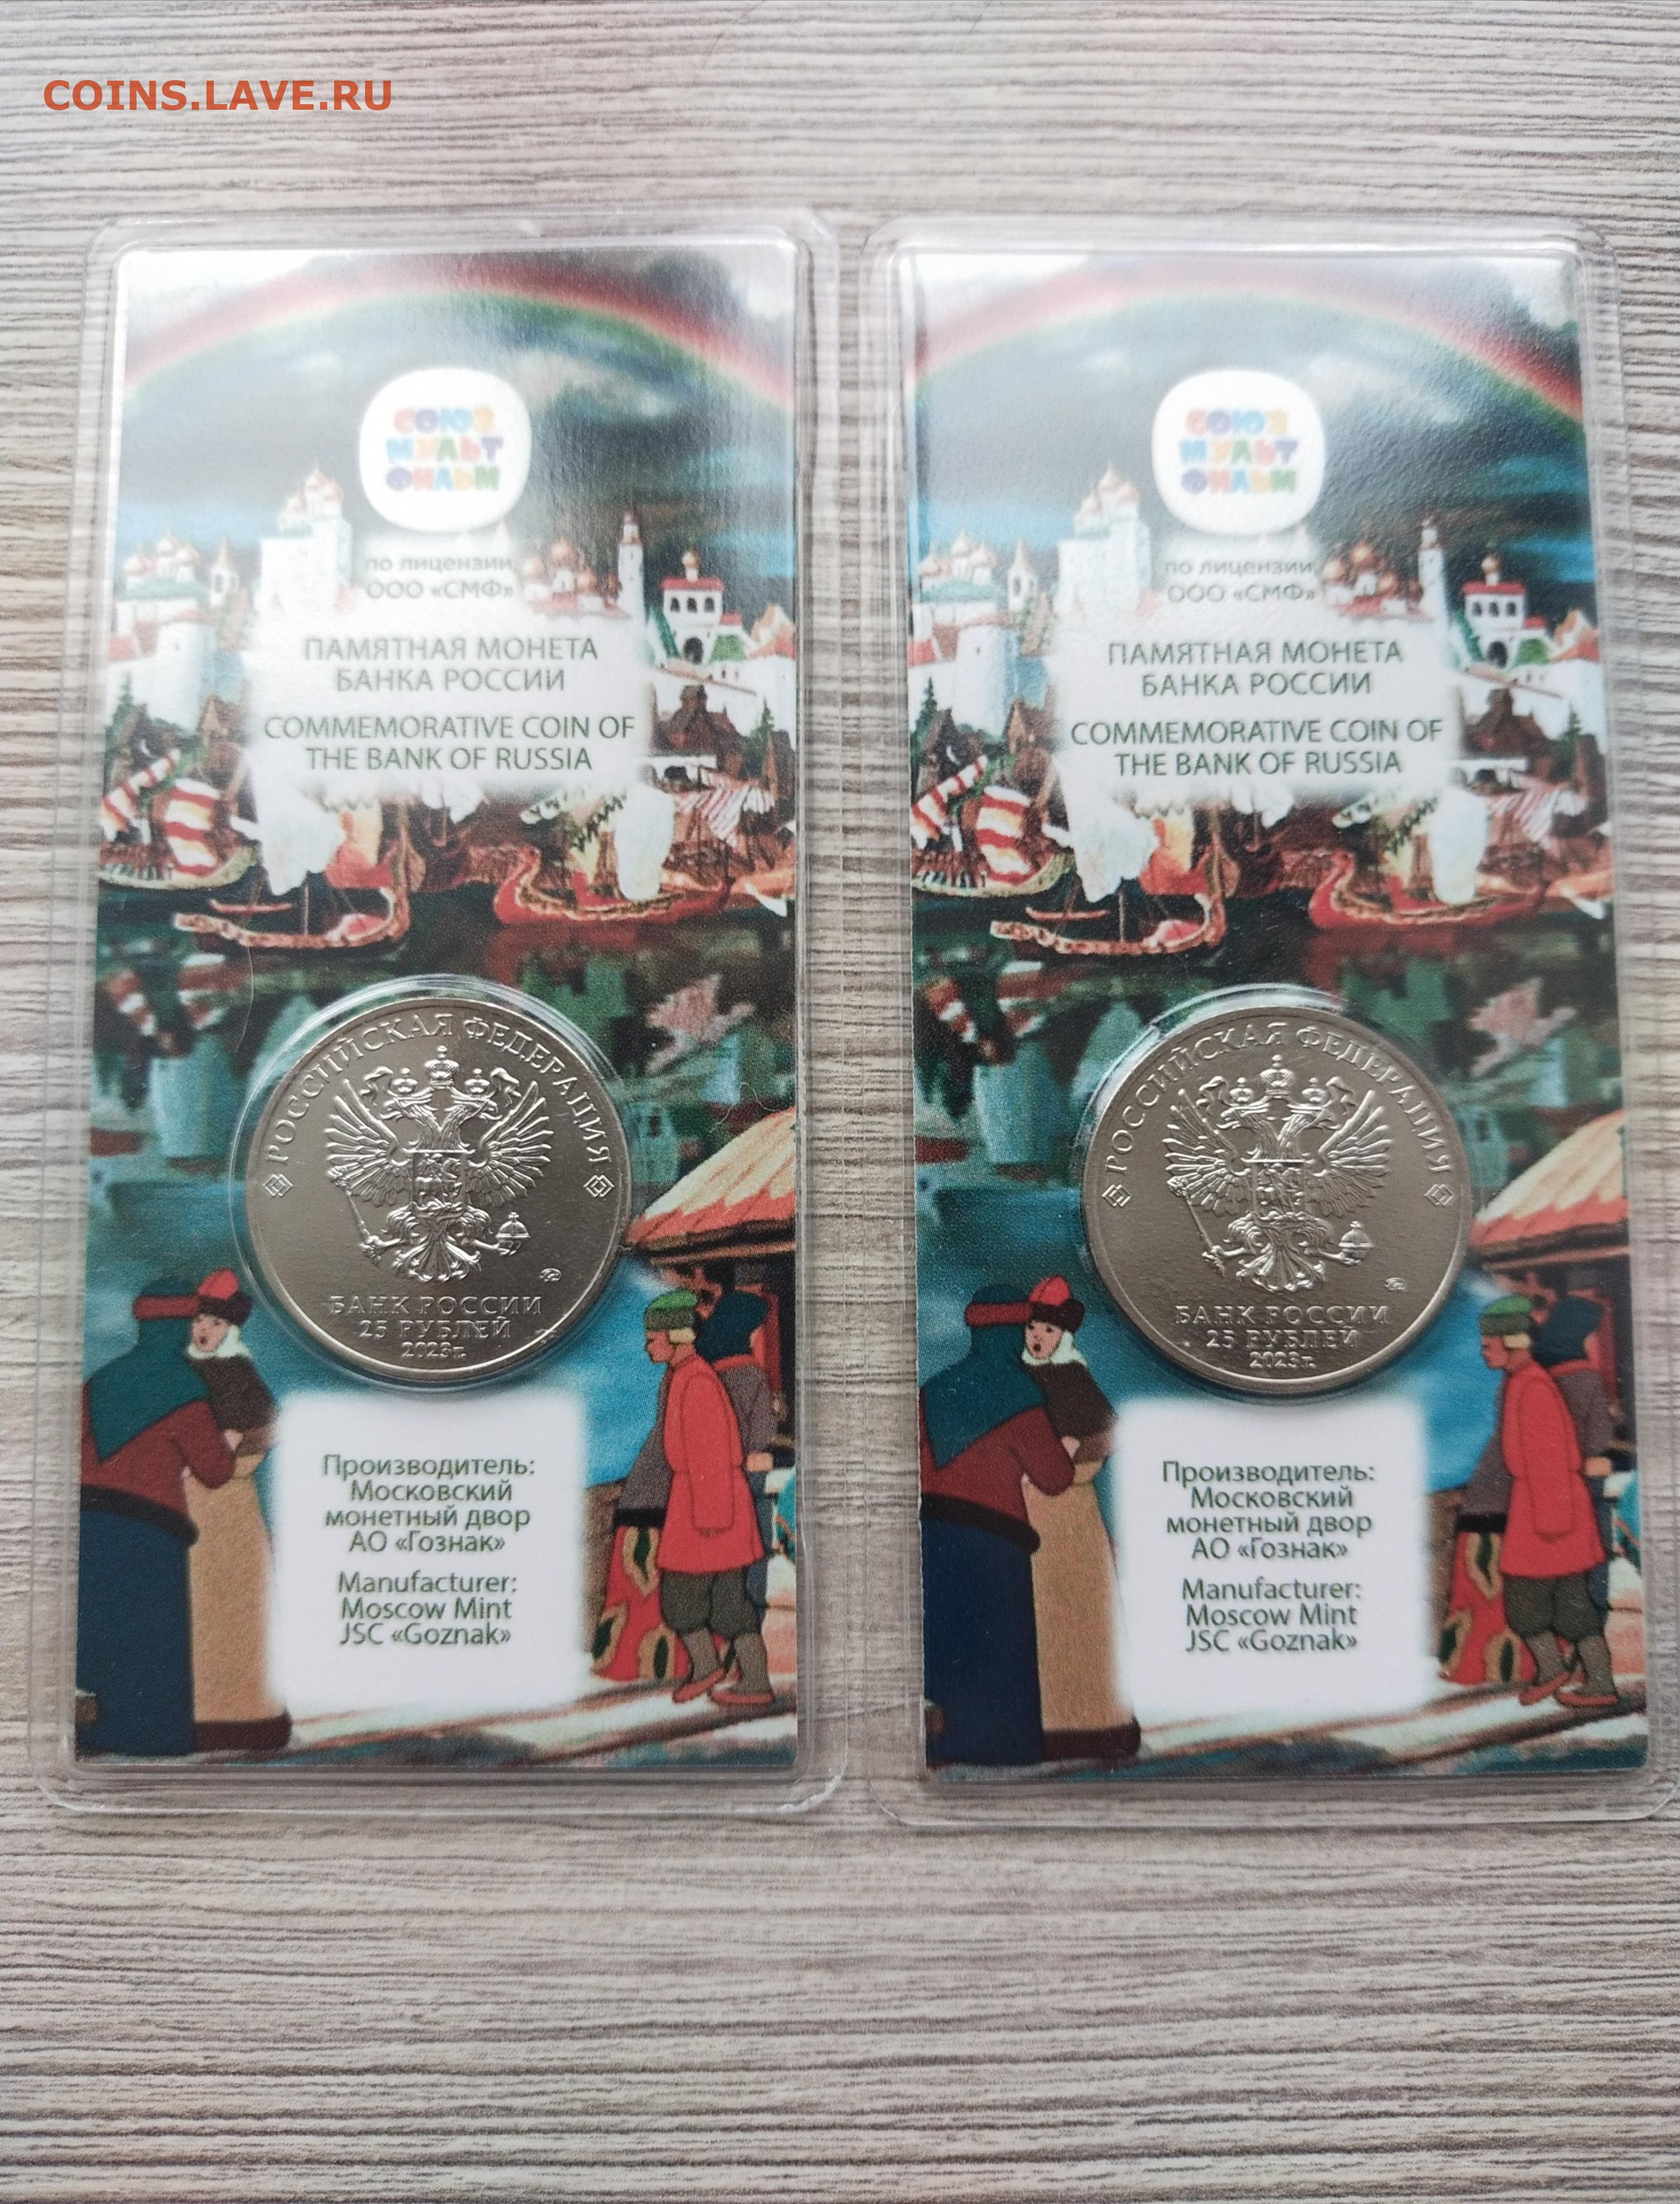 COINS.LAVE.RU
СОЮЗ
МУЛЬТ
ФИЛЬМ
по лицензии
ООО «СМФ»
ПАМЯТНАЯ МОНЕТА
БАНКА РОССИИ
COMMEMORATIVE COIN OF
THE BANK OF RUSSIA
РОССИЙСКАЯ ФЕДЕРАЦИЯ
БАНК РОССИИ
25 РУБЛЕЙ
2023г.
Производитель:
Московский
монетный двор
АО «Гознак»
Manufacturer:
Moscow Mint
JSC «Goznak»
СОЮЗ
МУЛЬТ
ФИЛЬМ
по лицензии
ООО «СМФ»
ПАМЯТНАЯ МОНЕТА
БАНКА РОССИИ
COMMEMORATIVE COIN OF
THE BANK OF RUSSIA
РОССИЙСКАЯ ФЕДЕРАЦИЯ
БАНК РОССИИ
25 РУБЛЕЙ
2023г.
Производитель:
Московский
монетный двор
АО «Гознак»
Manufacturer:
Moscow Mint
JSC «Goznak»